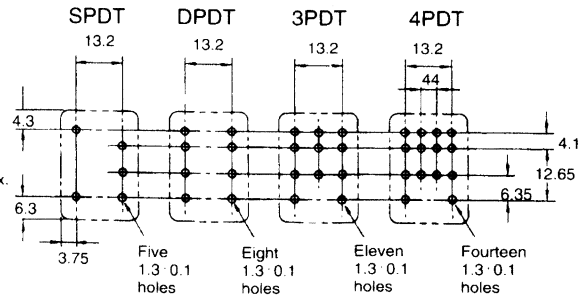 SPDT DPDT 3PDT 4PDT
13.2 13.2 13.2 13.2
44
4.3
4.1
12.65
x.
6.35
6.3
3.75
Five
1.3 · 0.1
holes
Eight
1.3 · 0.1
holes
Eleven
1.3 · 0.1
holes
Fourteen
1.3 · 0.1
holes